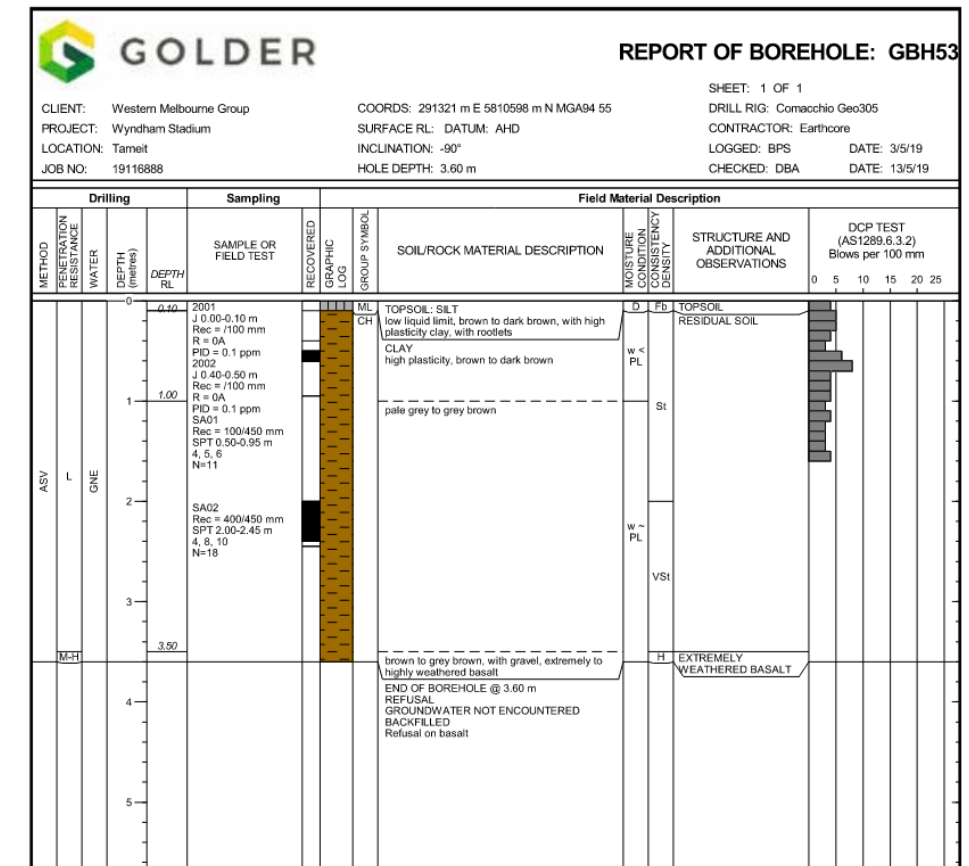 GOLDER
REPORT OF BOREHOLE: GBH53
SHEET: 1 OF 1
CLIENT: Western Melbourne Group
COORDS: 291321 m E 5810598 m N MGA94 55
DRILL RIG: Comacchio Geo305
PROJECT: Wyndham Stadium
SURFACE RL: DATUM: AHD
CONTRACTOR: Earthcore
LOCATION: Tarneit
INCLINATION: -90°
LOGGED: BPS DATE: 3/5/19
JOB NO: 19116888
HOLE DEPTH: 3.60 m
CHECKED: DBA DATE: 13/5/19
Drilling
Sampling
Field Material Description
METHOD
PENETRATION
RESISTANCE
WATER
DEPTH
(metres)
DEPTH
RL
SAMPLE OR
FIELD TEST
RECOVERED
GRAPHIC
LOG
GROUP SYMBOL
SOIL/ROCK MATERIAL DESCRIPTION
MOISTURE
CONDITION
CONSISTENCY
DENSITY
STRUCTURE AND
ADDITIONAL
OBSERVATIONS
DCP TEST
(AS1289.6.3.2)
Blows per 100 mm
0 5 10 15 20 25
ASV
L
M-H
GNE
0
1
2
3
4
5
0.10
1.00
3.50
2001
J 0.00-0.10 m
Rec = /100 mm
R = 0A
PID = 0.1 ppm
2002
J 0.40-0.50 m
Rec = /100 mm
R = 0A
PID = 0.1 ppm
SA01
Rec = 100/450 mm
SPT 0.50-0.95 m
4, 5, 6
N=11
SA02
Rec = 400/450 mm
SPT 2.00-2.45 m
4, 8, 10
N=18
ML
CH
TOPSOIL: SILT
low liquid limit, brown to dark brown, with high
plasticity clay, with rootlets
CLAY
high plasticity, brown to dark brown
pale grey to grey brown
brown to grey brown, with gravel, extremely to
highly weathered basalt
END OF BOREHOLE @ 3.60 m
REFUSAL
GROUNDWATER NOT ENCOUNTERED
BACKFILLED
Refusal on basalt
D
w <
PL
w ~
PL
Fb
St
VSt
H
TOPSOIL
RESIDUAL SOIL
EXTREMELY
WEATHERED BASALT